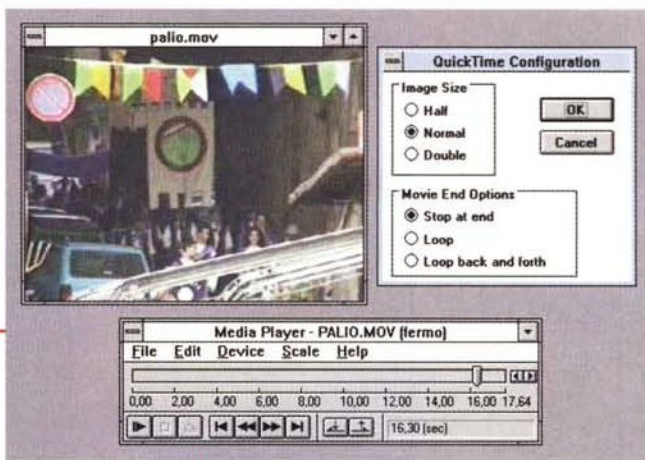 palio.mov
QuickTime Configuration
Image Size
Half
Normal
Double
OK
Cancel
Movie End Options
Stop at end
Loop
Loop back and forth
Media Player - PALIO.MOV (fermo)
File Edit Device Scale Help
0,00 2,00 4,00 6,00 8,00 10,00 12,00 14,00 16,00 17,64
16,30 (sec)